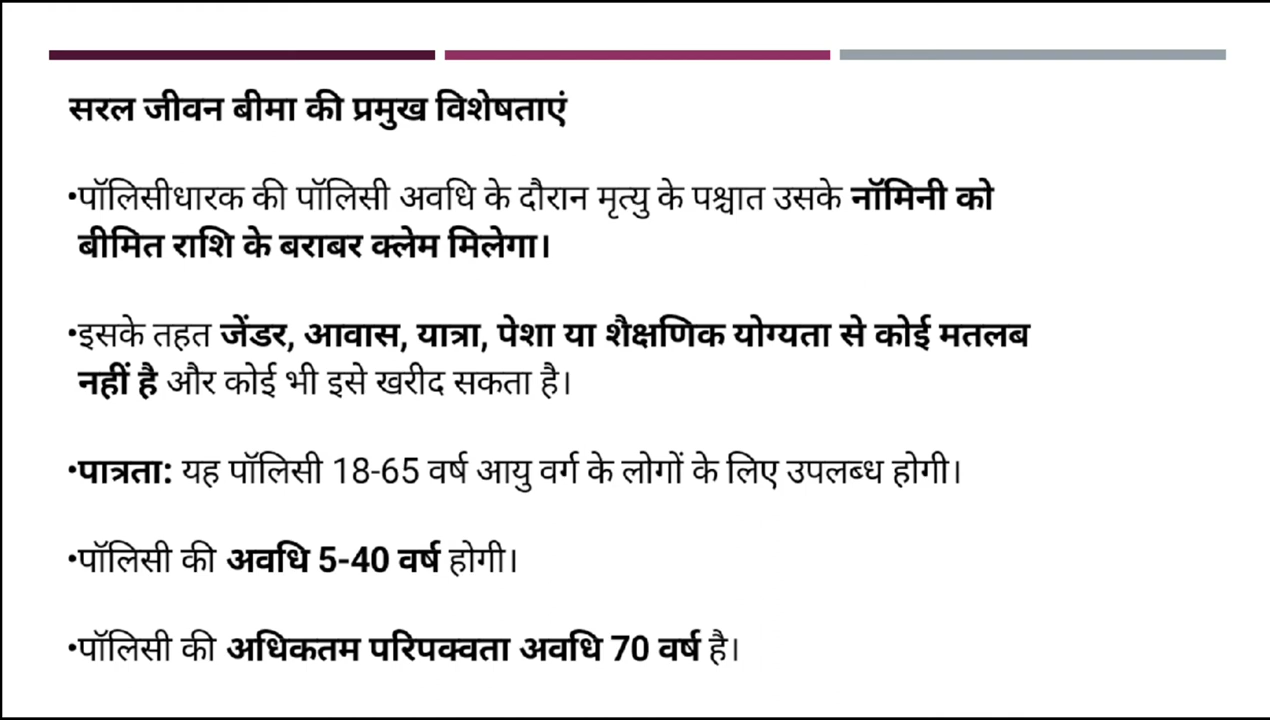 सरल जीवन बीमा की प्रमुख विशेषताएं
•पॉलिसीधारक की पॉलिसी अवधि के दौरान मृत्यु के पश्चात उसके नॉमिनी को
बीमित राशि के बराबर क्लेम मिलेगा।
•इसके तहत जेंडर, आवास, यात्रा, पेशा या शैक्षणिक योग्यता से कोई मतलब
नहीं है और कोई भी इसे खरीद सकता है।
•पात्रता: यह पॉलिसी 18-65 वर्ष आयु वर्ग के लोगों के लिए उपलब्ध होगी।
•पॉलिसी की अवधि 5-40 वर्ष होगी।
•पॉलिसी की अधिकतम परिपक्वता अवधि 70 वर्ष है।